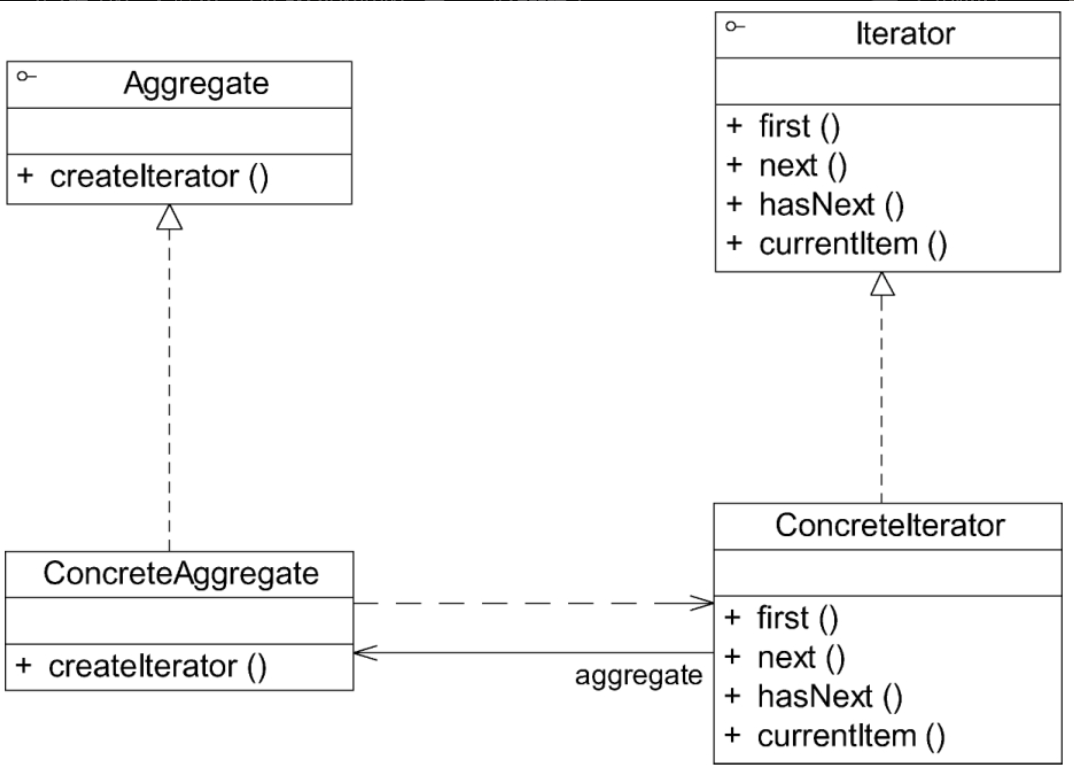 Aggregate
+ createIterator ()
Iterator
+ first ()
+ next ()
+ hasNext ()
+ currentItem ()
ConcreteAggregate
+ createIterator ()
aggregate
ConcreteIterator
+ first ()
+ next ()
+ hasNext ()
+ currentItem ()